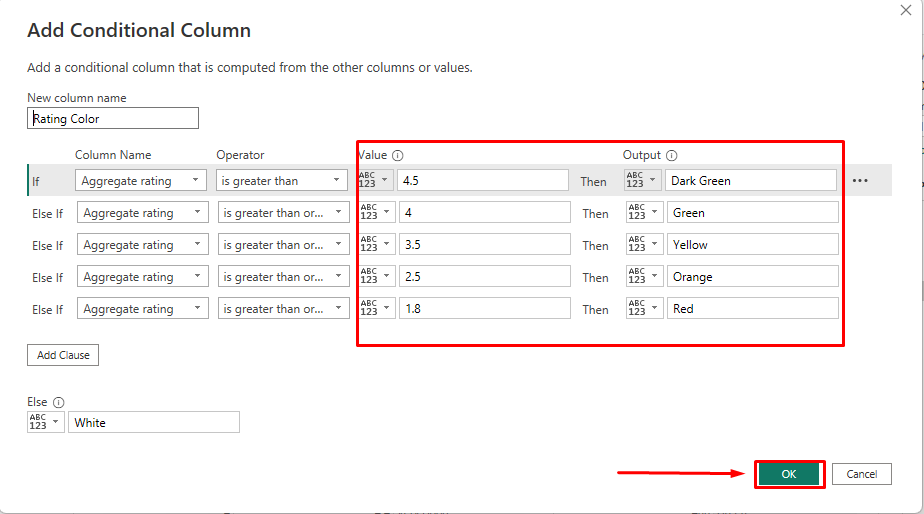 Add Conditional Column
Add a conditional column that is computed from the other columns or values.
New column name
Rating Color
Column Name Operator Value Output
If Aggregate rating is greater than ABC 123 4.5 Then ABC 123 Dark Green ...
Else If Aggregate rating is greater than or... ABC 123 4 Then ABC 123 Green
Else If Aggregate rating is greater than or... ABC 123 3.5 Then ABC 123 Yellow
Else If Aggregate rating is greater than or... ABC 123 2.5 Then ABC 123 Orange
Else If Aggregate rating is greater than or... ABC 123 1.8 Then ABC 123 Red
Add Clause
Else
ABC 123 White
OK Cancel